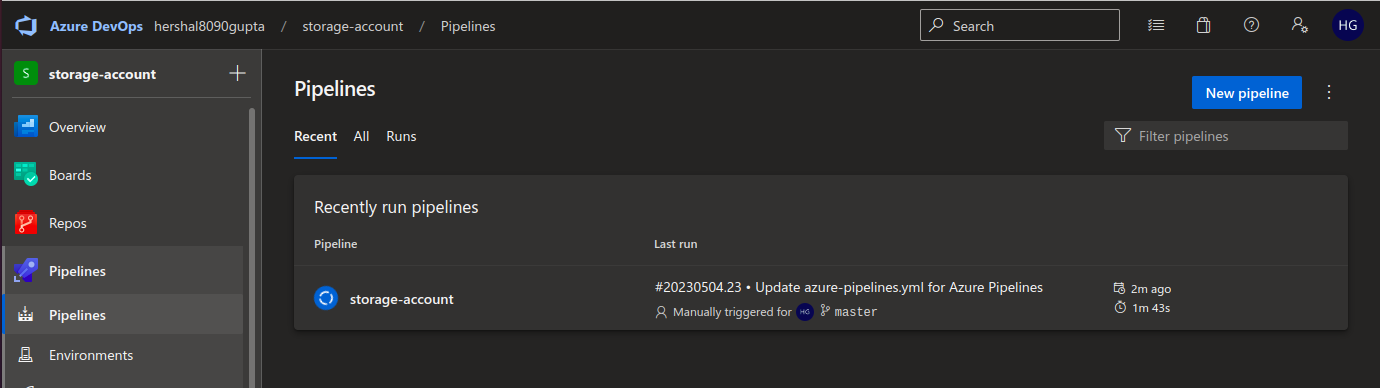 Azure DevOps hershal8090gupta / storage-account / Pipelines
Search
HG
S storage-account
Overview
Boards
Repos
Pipelines
Pipelines
Environments
Pipelines
New pipeline
Recent All Runs
Filter pipelines
Recently run pipelines
Pipeline Last run
storage-account
#20230504.23 • Update azure-pipelines.yml for Azure Pipelines
Manually triggered for HG master
2m ago
1m 43s